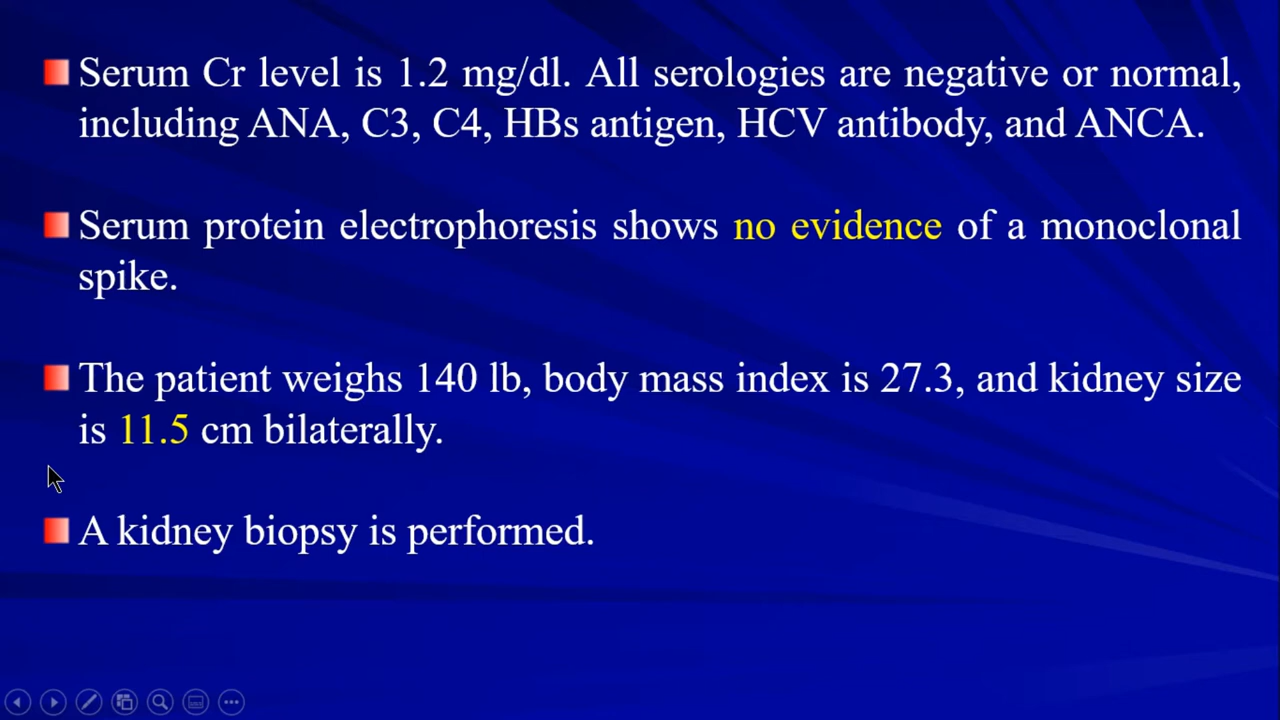 Serum Cr level is 1.2 mg/dl. All serologies are negative or normal,
including ANA, C3, C4, HBs antigen, HCV antibody, and ANCA.
Serum protein electrophoresis shows no evidence of a monoclonal
spike.
The patient weighs 140 lb, body mass index is 27.3, and kidney size
is 11.5 cm bilaterally.
A kidney biopsy is performed.